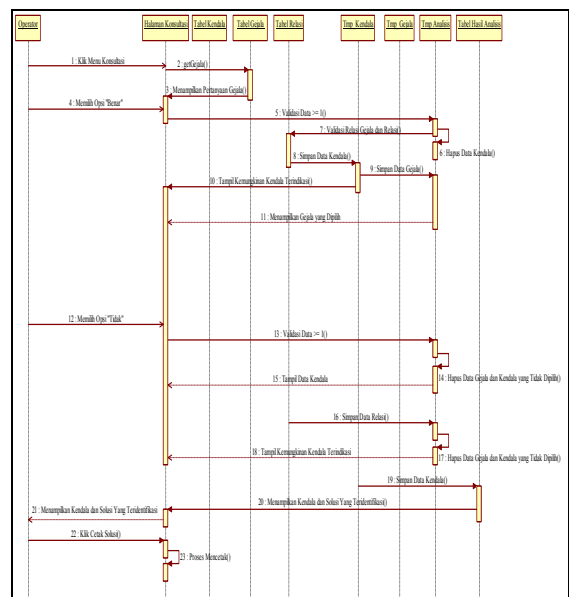 Operator
Halaman Konsultasi
Tabel Kendala
Tabel Gejala
Tabel Relasi
Tmp_Kendala
Tmp_Gejala
Tmp Analisis
Tabel Hasil Analisis
1 : Klik Menu Konsultasi
2 : getGejala()
3 : Menampilkan Pertanyaan Gejala()
4 : Memilih Opsi "Benar"
5 : Validasi Data >= 1()
7 : Validasi Relasi Gejala dan Relasi()
6 : Hapus Data Kendala()
8 : Simpan Data Kendala()
9 : Simpan Data Gejala()
10 : Tampil Kemungkinan Kendala Terindikasi()
11 : Menampilkan Gejala yang Dipilih
12 : Memilih Opsi "Tidak"
13 : Validasi Data >= 1()
14 : Hapus Data Gejala dan Kendala yang Tidak Dipilih()
15 : Tampil Data Kendala
16 : Simpan Data Relasi()
17 : Hapus Data Gejala dan Kendala yang Tidak Dipilih()
18 : Tampil Kemungkinan Kendala Terindikasi
19 : Simpan Data Kendala()
20 : Menampilkan Kendala dan Solusi Yang Teridentifikasi()
21 : Menampilkan Kendala dan Solusi Yang Teridentifikasi
22 : Klik Cetak Solusi()
23 : Proses Mencetak()